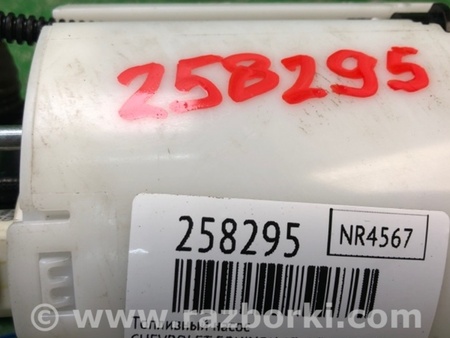 258295
258295
NR4567
Топливный насос
CHEVROLET
© www.razborki.com